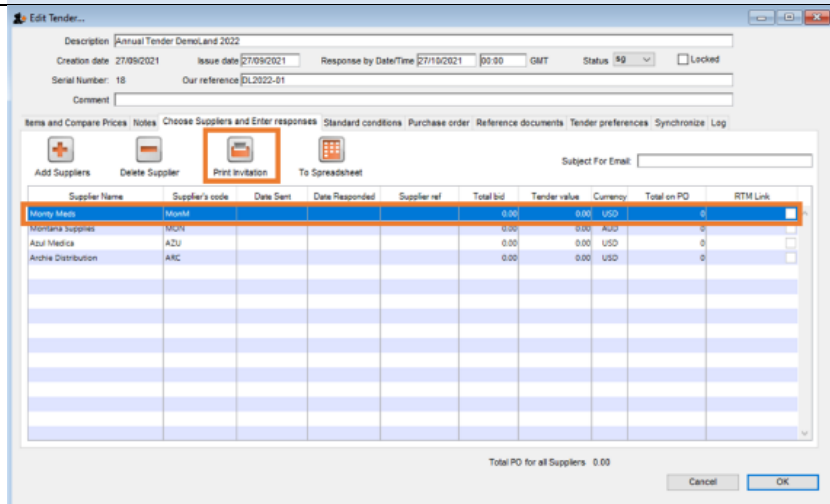 Edit Tender...
Description Annual Tender DemoLand 2022
Creation date 27/09/2021 Issue date 27/09/2021 Response by Date/Time 27/10/2021 00:00 GMT Status sg Locked
Serial Number: 18 Our reference DL2022-01
Comment
Items and Compare Prices Notes Choose Suppliers and Enter responses Standard conditions Purchase order Reference documents Tender preferences Synchronize Log
Add Suppliers Delete Supplier Print Invitation To Spreadsheet Subject For Email:
Supplier Name Supplier's code Date Sent Date Responded Supplier ref Total bid Tender value Currency Total on PO RTM Link
Monty Meds MonM 0.00 0.00 USD 0
Montana Supplies MON 0.00 0.00 AUD 0
Azul Medica AZU 0.00 0.00 USD 0
Archie Distribution ARC 0.00 0.00 USD 0
Total PO for all Suppliers 0.00
Cancel OK